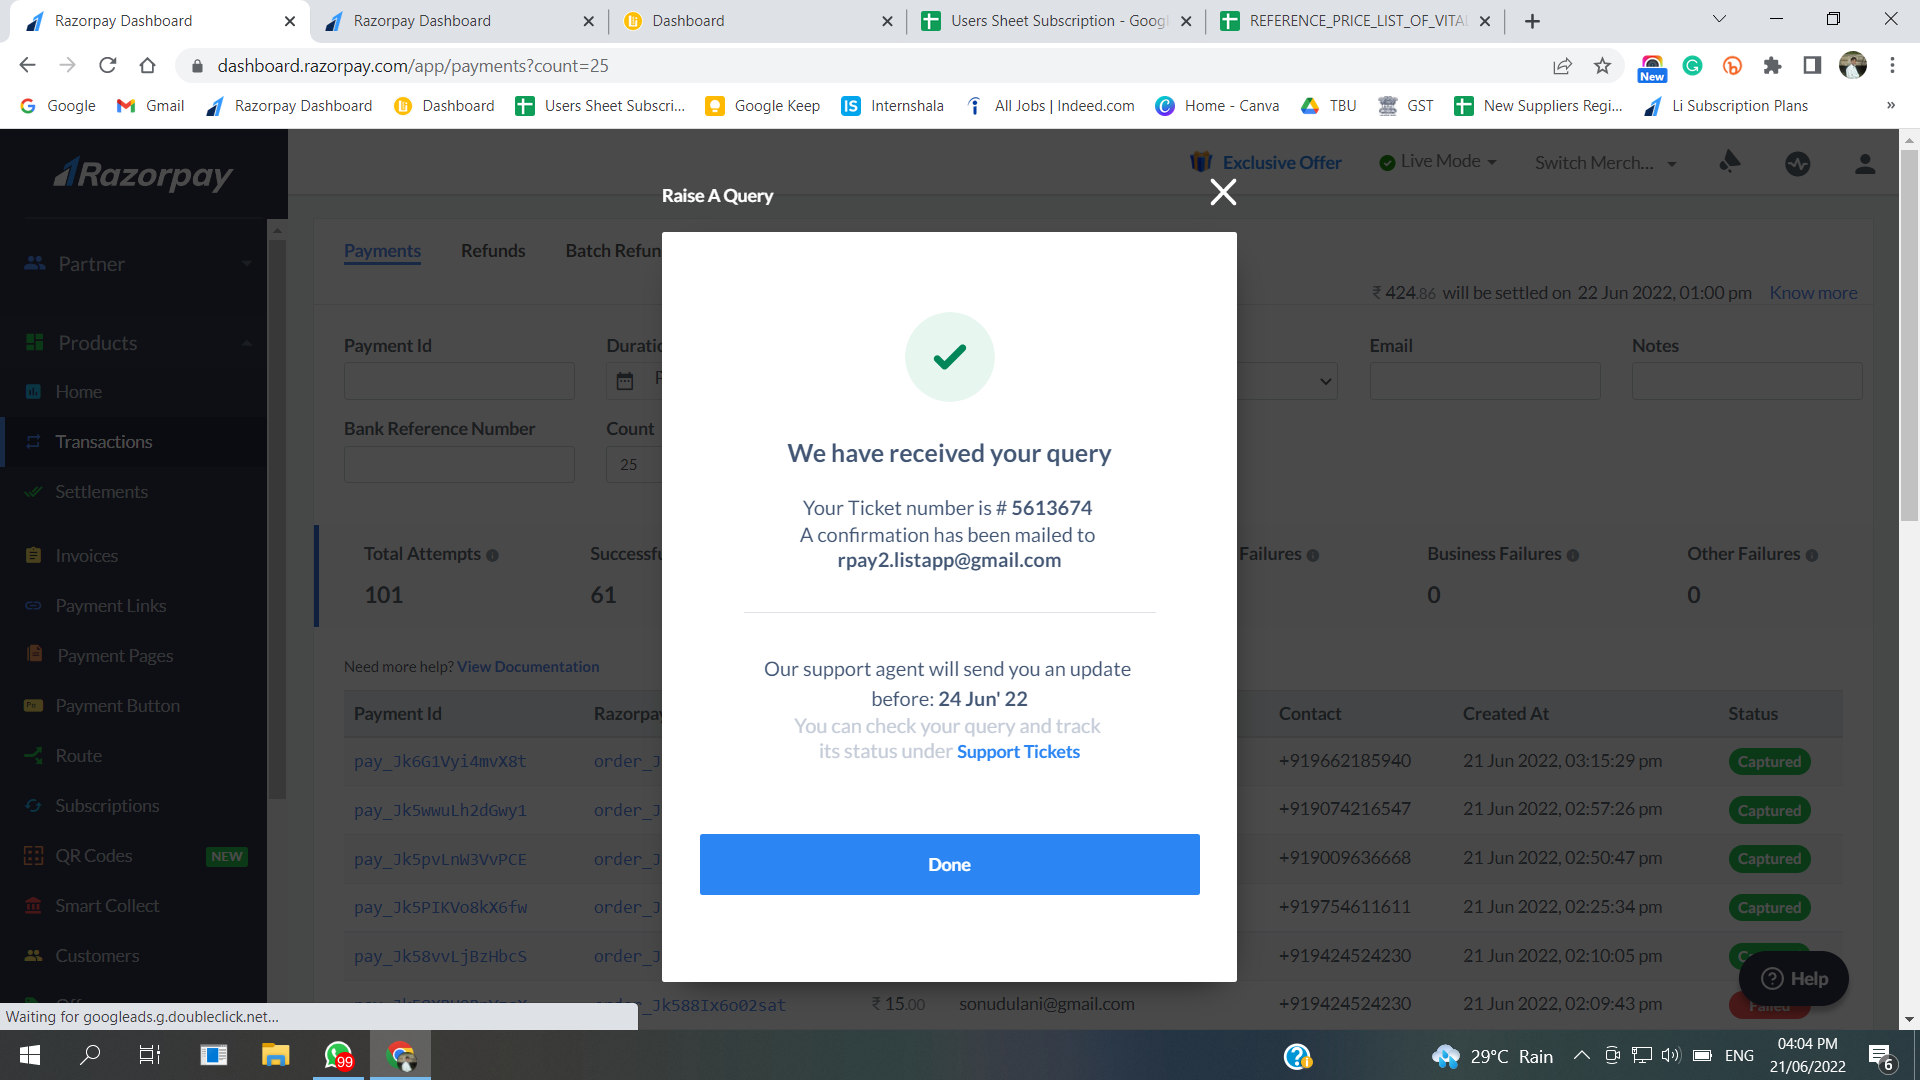 Razorpay Dashboard
Razorpay Dashboard
Dashboard
Users Sheet Subscription - Goog
REFERENCE_PRICE_LIST_OF_VITA
dashboard.razorpay.com/app/payments?count=25
New
Google
Gmail
Razorpay Dashboard
Dashboard
Users Sheet Subscri...
Google Keep
Internshala
All Jobs | Indeed.com
Home - Canva
TBU
GST
New Suppliers Regi...
Li Subscription Plans
»
Razorpay
Exclusive Offer
Live Mode
Switch Merch...
Raise A Query
Partner
Products
Home
Transactions
Settlements
Invoices
Payment Links
Payment Pages
Payment Button
Route
Subscriptions
QR Codes NEW
Smart Collect
Customers
Payments Refunds Batch Refun
₹ 424.86 will be settled on 22 Jun 2022, 01:00 pm Know more
Payment Id
Duratio
Email
Notes
Bank Reference Number
Count
25
Total Attempts
101
Successfu
61
Failures
Business Failures
0
Other Failures
0
Need more help? View Documentation
Payment Id Razorpay Contact Created At Status
pay_Jk6G1Vyi4mvX8t order_J +919662185940 21 Jun 2022, 03:15:29 pm Captured
pay_Jk5wwuLh2dGwy1 order_J +919074216547 21 Jun 2022, 02:57:26 pm Captured
pay_Jk5pvLnW3VvPCE order_J +919009636668 21 Jun 2022, 02:50:47 pm Captured
pay_Jk5PIKVo8kX6fw order_J +919754611611 21 Jun 2022, 02:25:34 pm Captured
pay_Jk58vvLjBzHbcS order_J +919424524230 21 Jun 2022, 02:10:05 pm
_Jk588Ix6o02sat ₹ 15.00 sonudulani@gmail.com +919424524230 21 Jun 2022, 02:09:43 pm Failed
We have received your query
Your Ticket number is # 5613674
A confirmation has been mailed to
rpay2.listapp@gmail.com
Our support agent will send you an update
before: 24 Jun' 22
You can check your query and track
its status under Support Tickets
Done
Help
Waiting for googleads.g.doubleclick.net...
99
29°C Rain
ENG
04:04 PM
21/06/2022
6